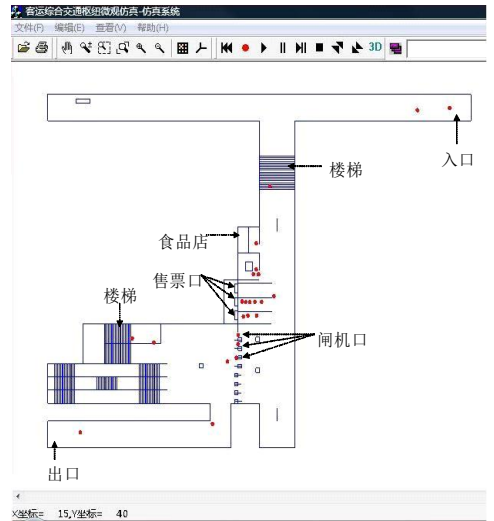 客运综合交通枢纽微观仿真-仿真系统
文件(F) 编辑(E) 查看(V) 帮助(H)
3D
入口
楼梯
食品店
售票口
楼梯
闸机口
出口
X坐标= 15,Y坐标= 40